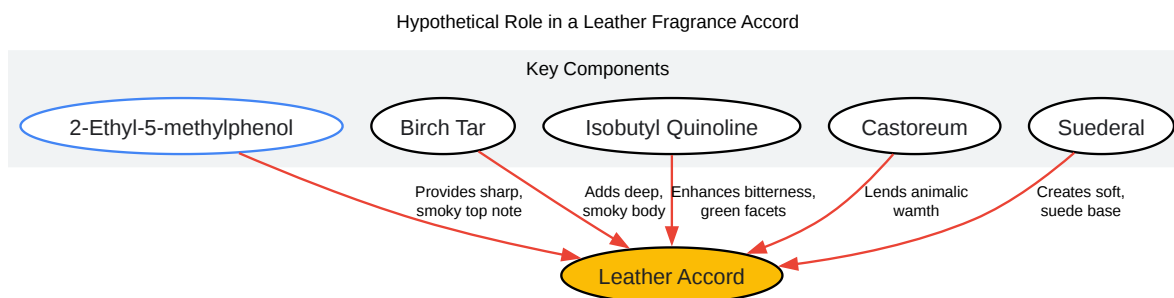 Hypothetical Role in a Leather Fragrance Accord
Key Components
2-Ethyl-5-methylphenol
Birch Tar
Isobutyl Quinoline
Castoreum
Suederal
Provides sharp,
smoky top note
Adds deep,
smoky body
Enhances bitterness,
green facets
Lends animalic
wamth
Creates soft,
suede base
Leather Accord